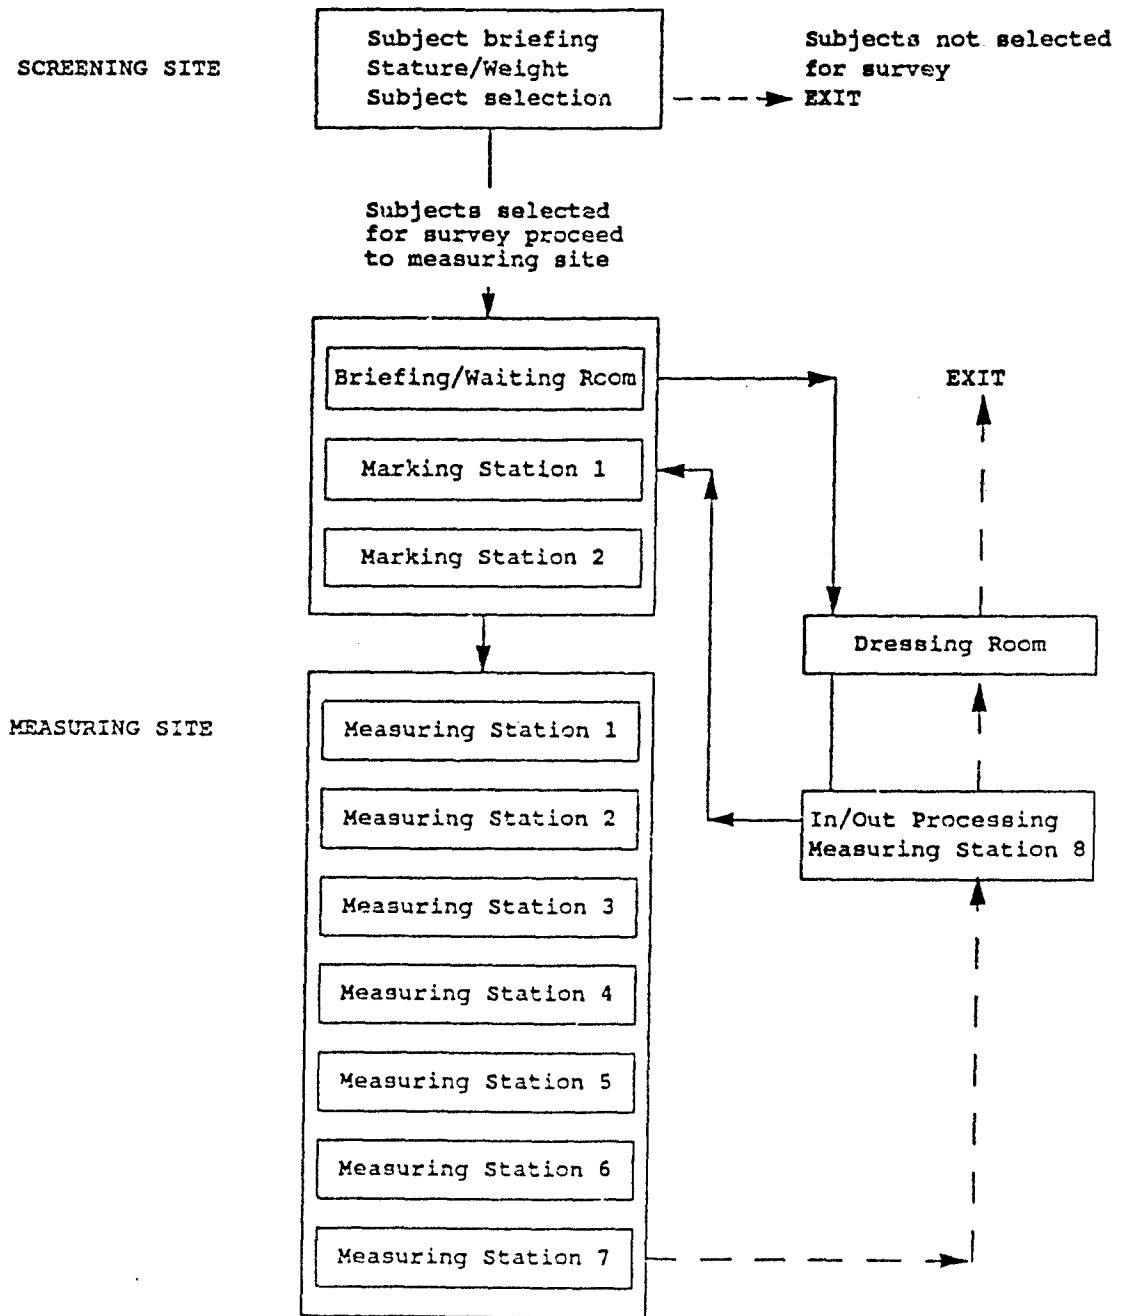 SCREENING SITE
Subject briefing
Stature/Weight
Subject selection
Subjects not selected
for survey
EXIT
Subjects selected
for survey proceed
to measuring site
Briefing/Waiting Room
Marking Station 1
Marking Station 2
EXIT
Dressing Room
MEASURING SITE
Measuring Station 1
Measuring Station 2
Measuring Station 3
Measuring Station 4
Measuring Station 5
Measuring Station 6
Measuring Station 7
In/Out Processing
Measuring Station 8